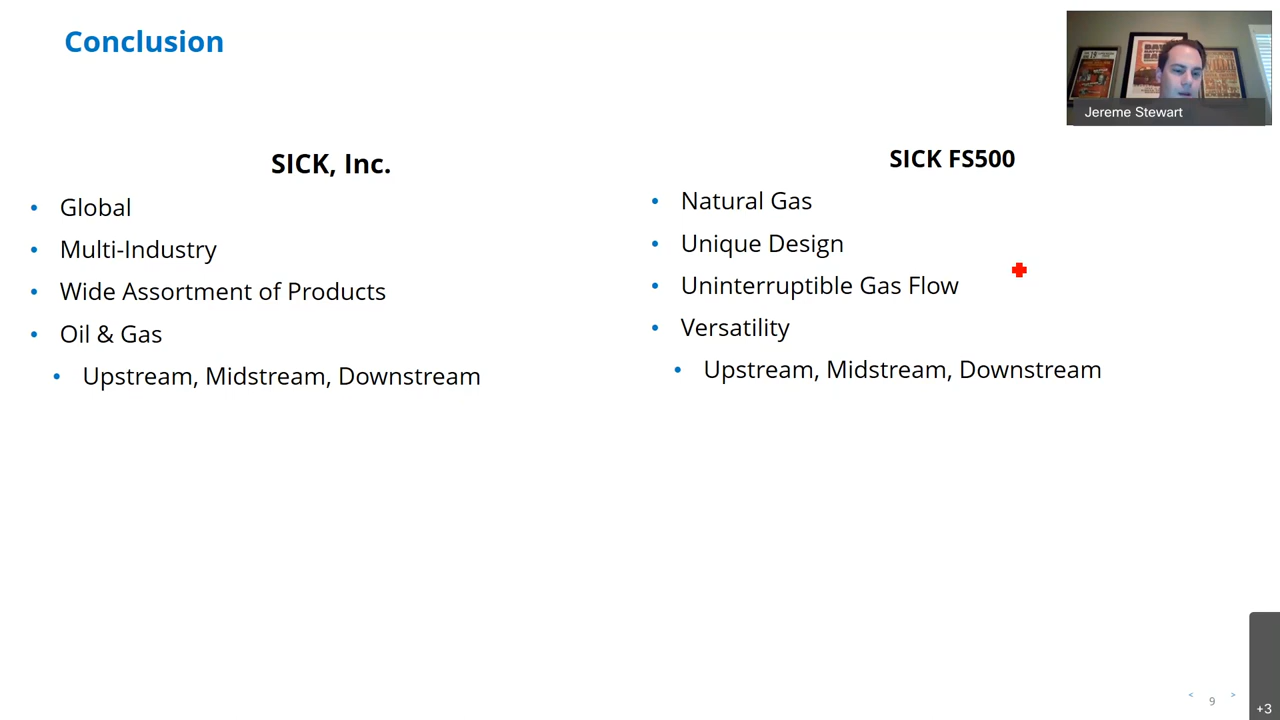 Conclusion
Jereme Stewart
SICK, Inc.
• Global
• Multi-Industry
• Wide Assortment of Products
• Oil & Gas
• Upstream, Midstream, Downstream
SICK FS500
• Natural Gas
• Unique Design
• Uninterruptible Gas Flow
• Versatility
• Upstream, Midstream, Downstream
< 9 >
+3